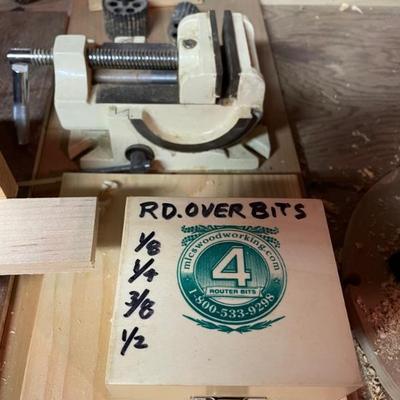 RD. OVER BITS
1/8
1/4
3/8
1/2
mlcswoodworking.com
4
ROUTER BITS
1-800-533-9298